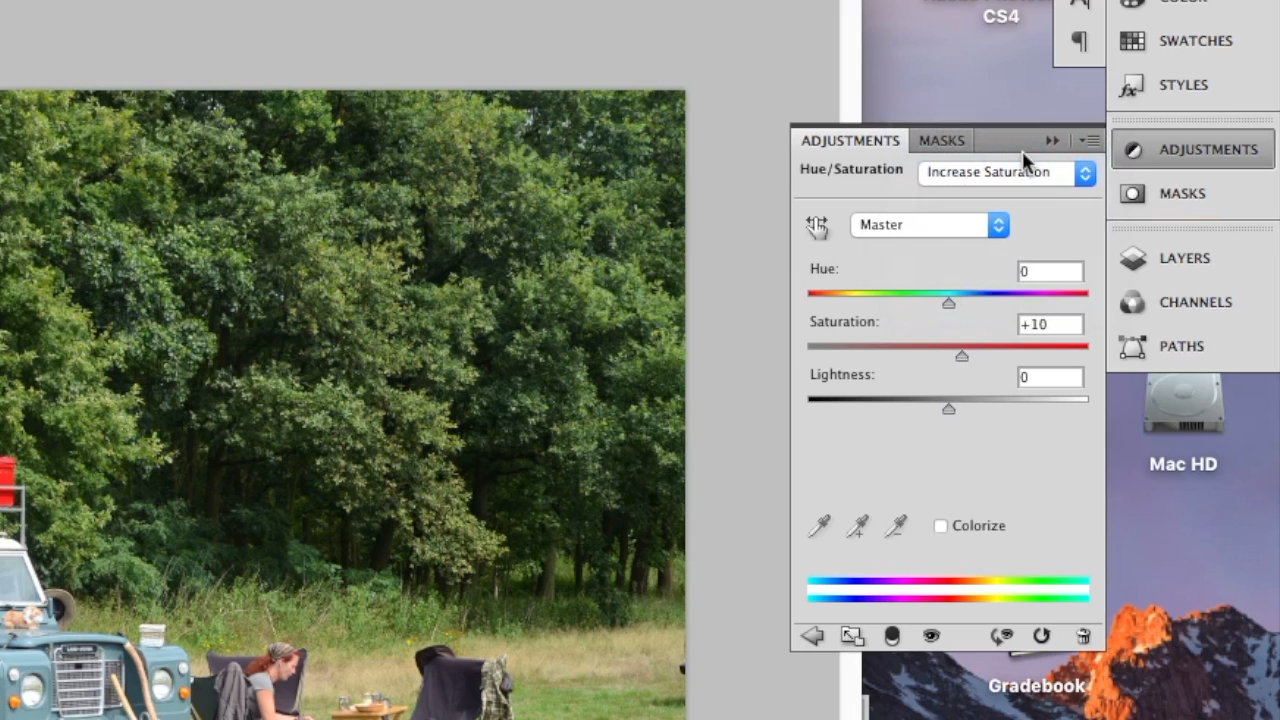 CS4
COLOR
SWATCHES
STYLES
ADJUSTMENTS
MASKS
ADJUSTMENTS
MASKS
Hue/Saturation
Increase Saturation
Master
Hue:
0
Saturation:
+10
Lightness:
0
LAYERS
CHANNELS
PATHS
Mac HD
Colorize
Gradebook